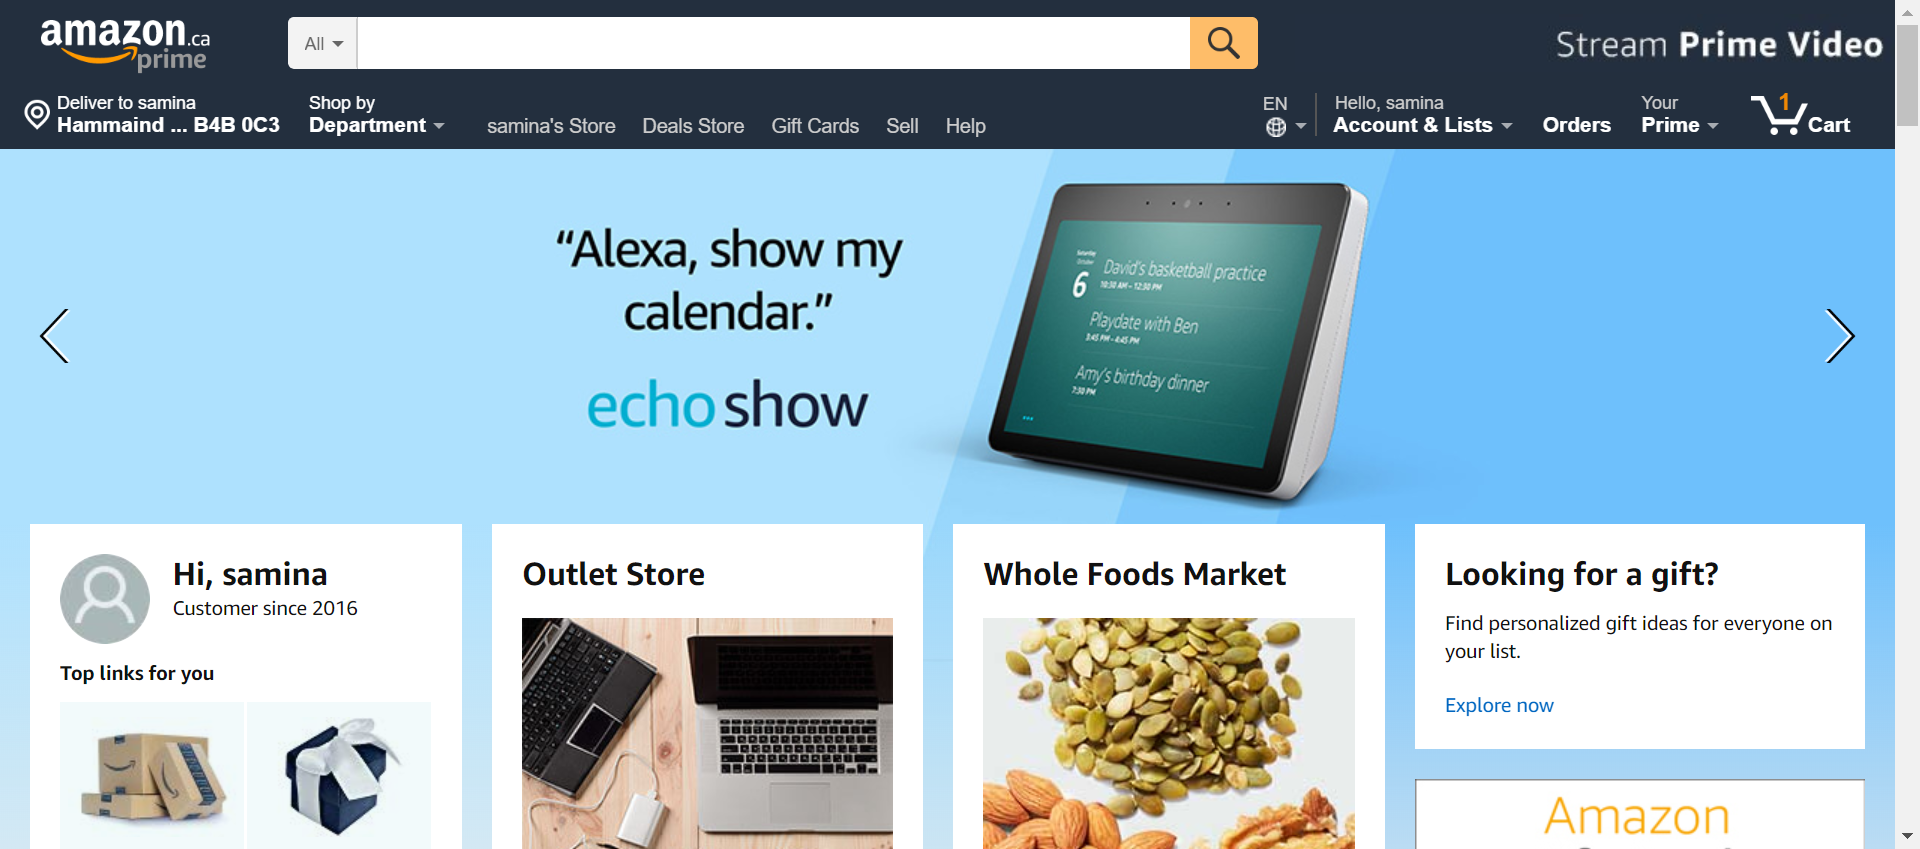 amazon.ca
prime
All
Stream Prime Video
Deliver to samina
Hammaind ... B4B 0C3
Shop by
Department
samina's Store
Deals Store
Gift Cards
Sell
Help
EN
Hello, samina
Account & Lists
Orders
Your
Prime
1
Cart
“Alexa, show my
calendar.”
echo show
Saturday
October
6
David's basketball practice
10:30 AM – 12:30 PM
Playdate with Ben
3:45 PM – 4:45 PM
Amy's birthday dinner
7:30 PM
Hi, samina
Customer since 2016
Top links for you
Outlet Store
Whole Foods Market
Looking for a gift?
Find personalized gift ideas for everyone on
your list.
Explore now
Amazon